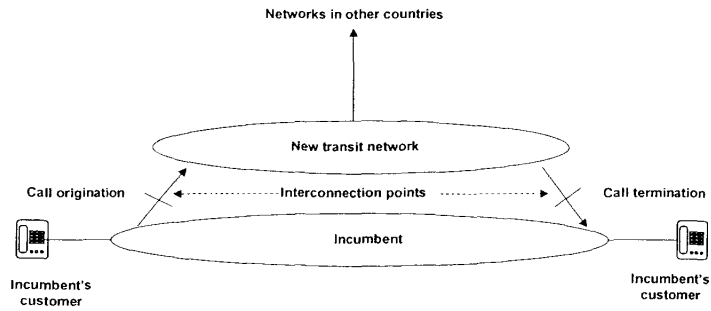 Networks in other countries
New transit network
Call origination
Interconnection points
Call termination
Incumbent
Incumbent's
customer
Incumbent's
customer